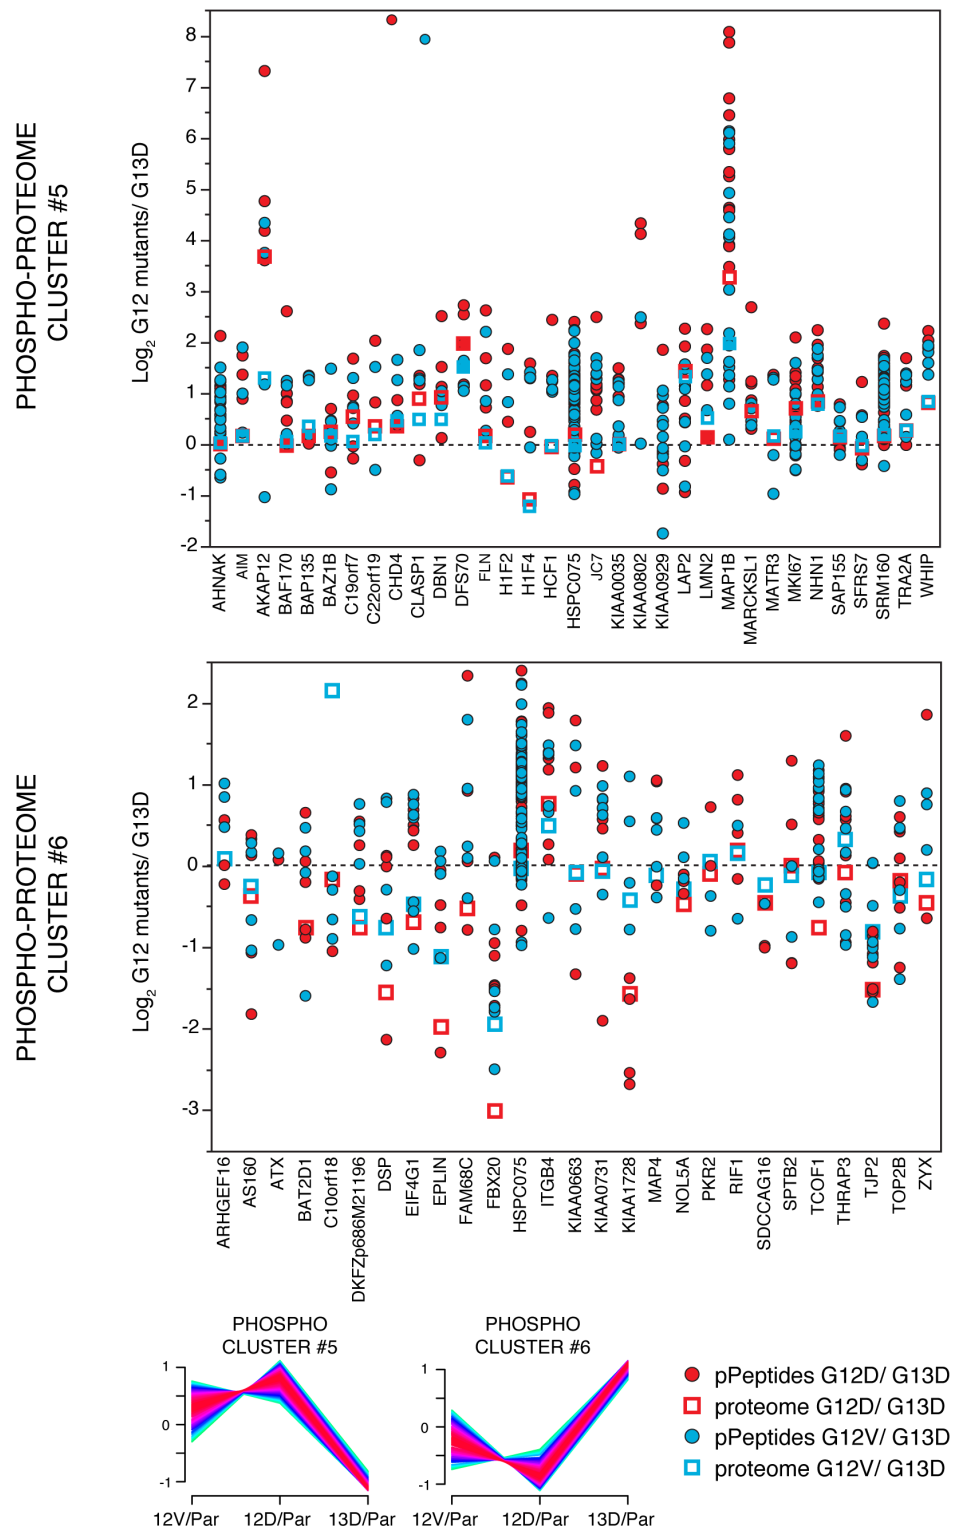 PHOSPHO-PROTEOME
CLUSTER #5
Log2 G12 mutants/ G13D
8
7
6
5
4
3
2
1
0
-1
-2
AHNAK
AIM
AKAP12
BAF170
BAP135
BAZ1B
C19orf7
C22orf19
CHD4
CLASP1
DBN1
DFS70
FLN
H1F2
H1F4
HCF1
HSPC075
JC7
KIAA0035
KIAA0802
KIAA0929
LAP2
LMN2
MAP1B
MARCKSL1
MATR3
MKI67
NHN1
SAP155
SFRS7
SRM160
TRA2A
WHIP
PHOSPHO-PROTEOME
CLUSTER #6
Log2 G12 mutants/ G13D
2
1
0
-1
-2
-3
ARHGEF16
AS160
ATX
BAT2D1
C10orf18
DKFZp686M21196
DSP
EIF4G1
EPLIN
FAM68C
FBX20
HSPC075
ITGB4
KIAA0663
KIAA0731
KIAA1728
MAP4
NOL5A
PKR2
RIF1
SDCCAG16
SPTB2
TCOF1
THRAP3
TJP2
TOP2B
ZYX
PHOSPHO
CLUSTER #5
1
0
-1
12V/Par 12D/Par 13D/Par
PHOSPHO
CLUSTER #6
1
0
-1
12V/Par 12D/Par 13D/Par
pPeptides G12D/ G13D
proteome G12D/ G13D
pPeptides G12V/ G13D
proteome G12V/ G13D